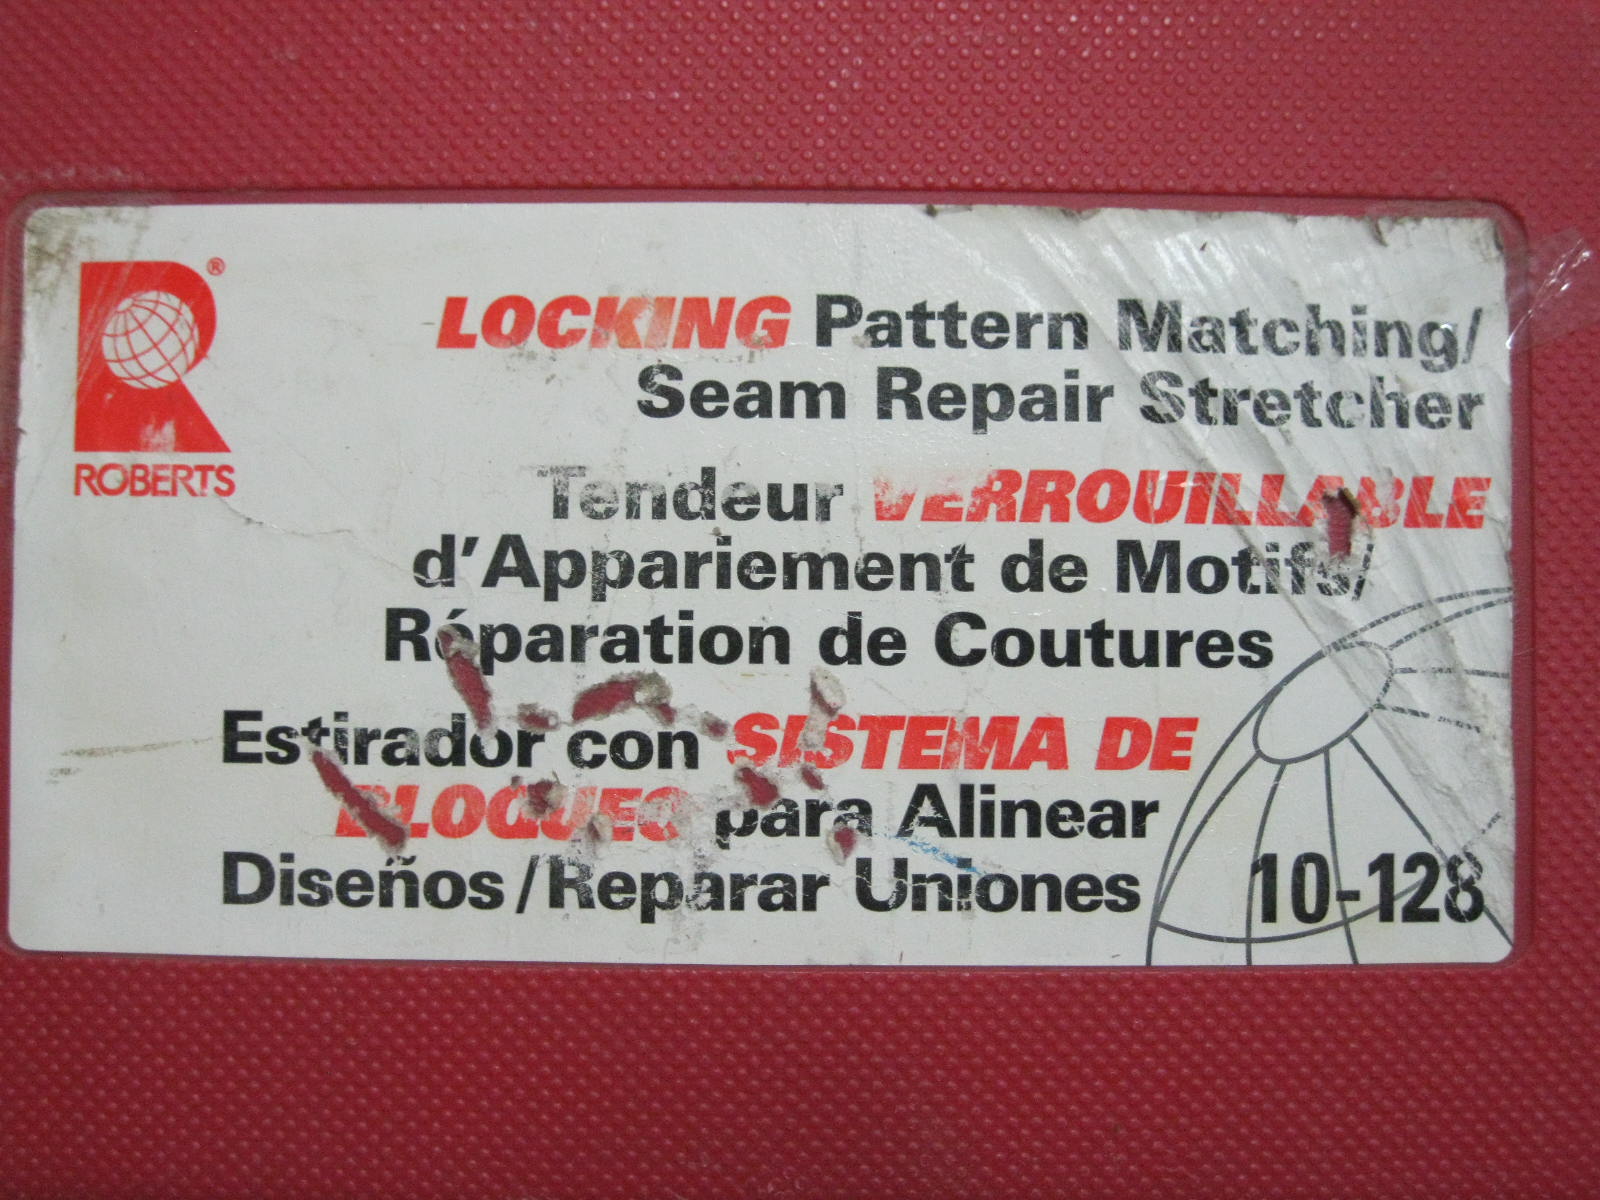 ®
ROBERTS
LOCKING Pattern Matching/
Seam Repair Stretcher
Tendeur VERROUILLABLE
d'Appariement de Motifs/
Réparation de Coutures
Estirador con SISTEMA DE
BLOQUEO para Alinear
Diseños/Reparar Uniones
10-128